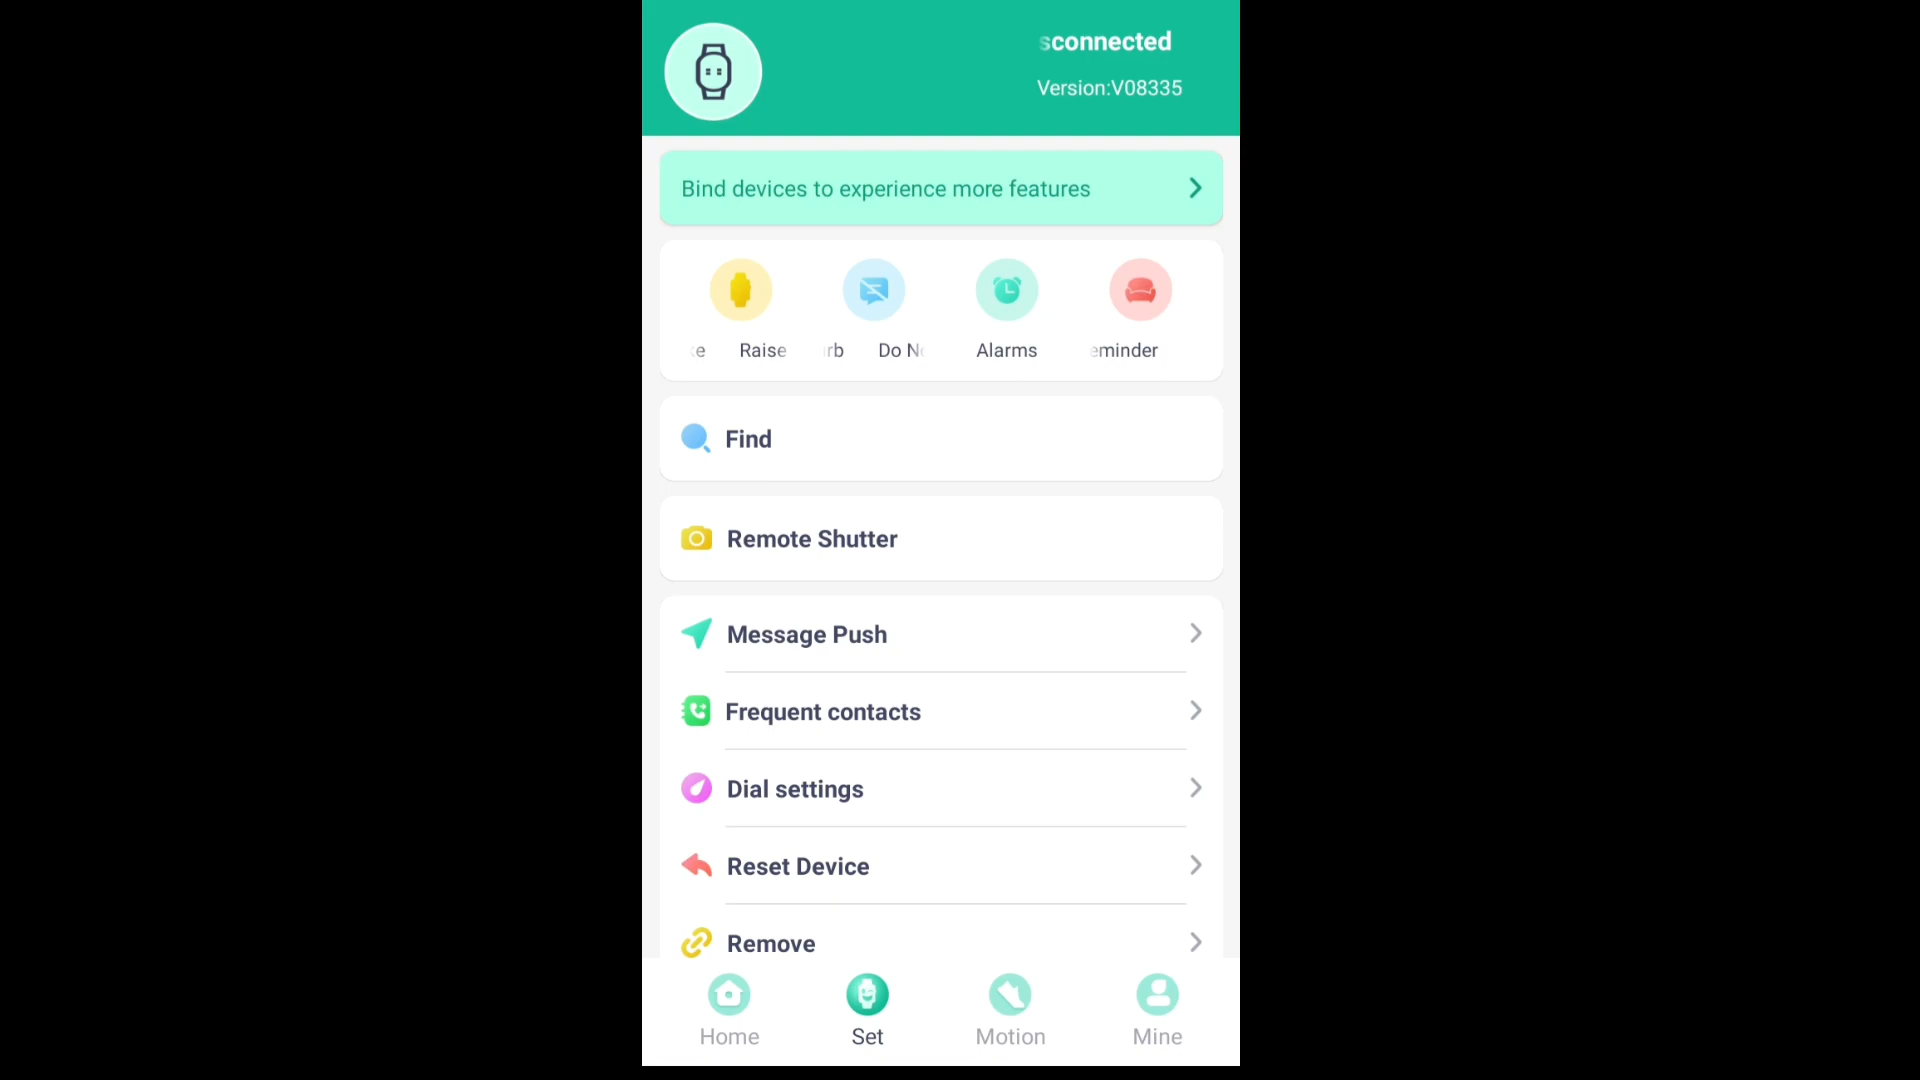 sconnected
Version:V08335
Bind devices to experience more features
Raise
rb Do N
Alarms
eminder
Find
Remote Shutter
Message Push
Frequent contacts
Dial settings
Reset Device
Remove
Home
Set
Motion
Mine